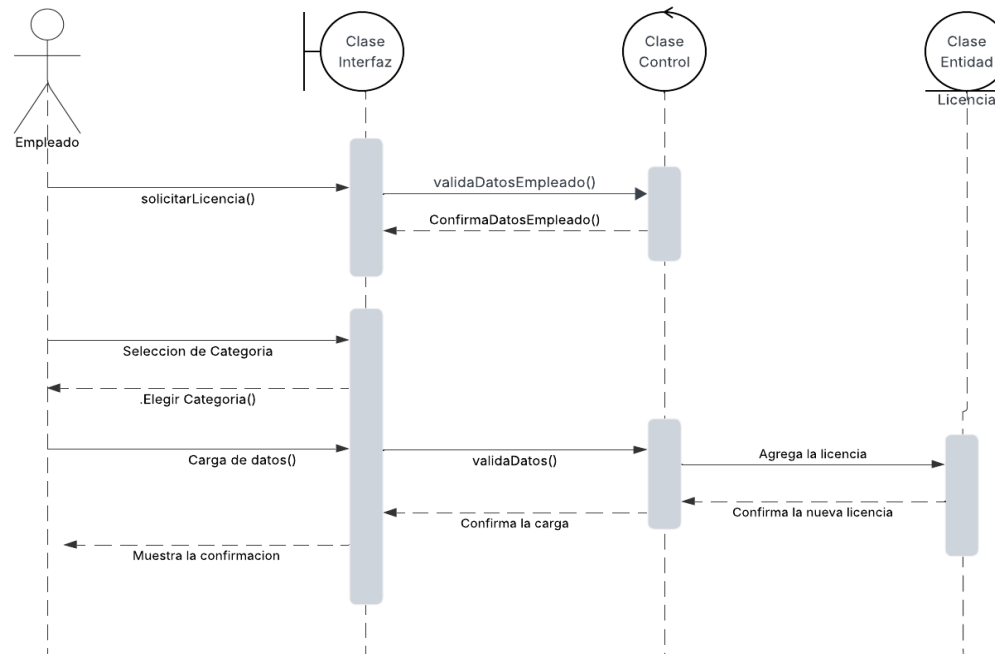 Clase
Interfaz
Clase
Control
Clase
Entidad
Licencia
Empleado
solicitarLicencia()
validaDatosEmpleado()
ConfirmaDatosEmpleado()
Seleccion de Categoria
.Elegir Categoria()
Carga de datos()
validaDatos()
Agrega la licencia
Confirma la nueva licencia
Confirma la carga
Muestra la confirmacion